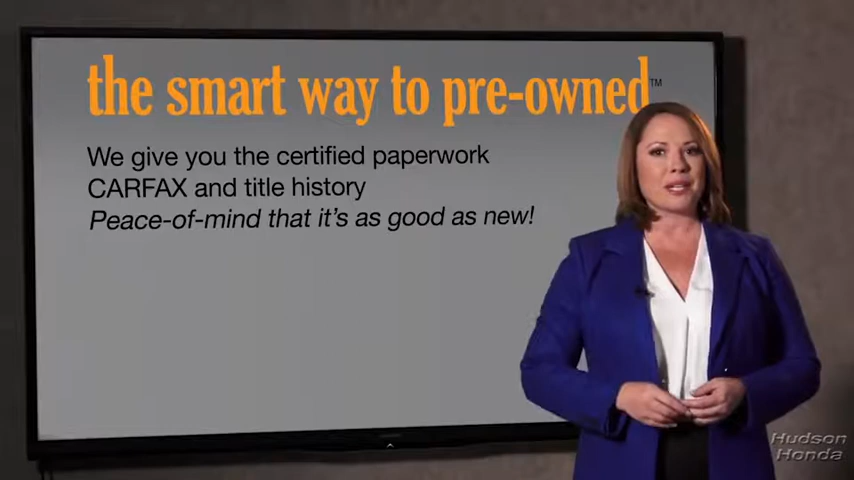 the smart way to pre-owned™
We give you the certified paperwork
CARFAX and title history
Peace-of-mind that it's as good as new!
Hudson
Honda